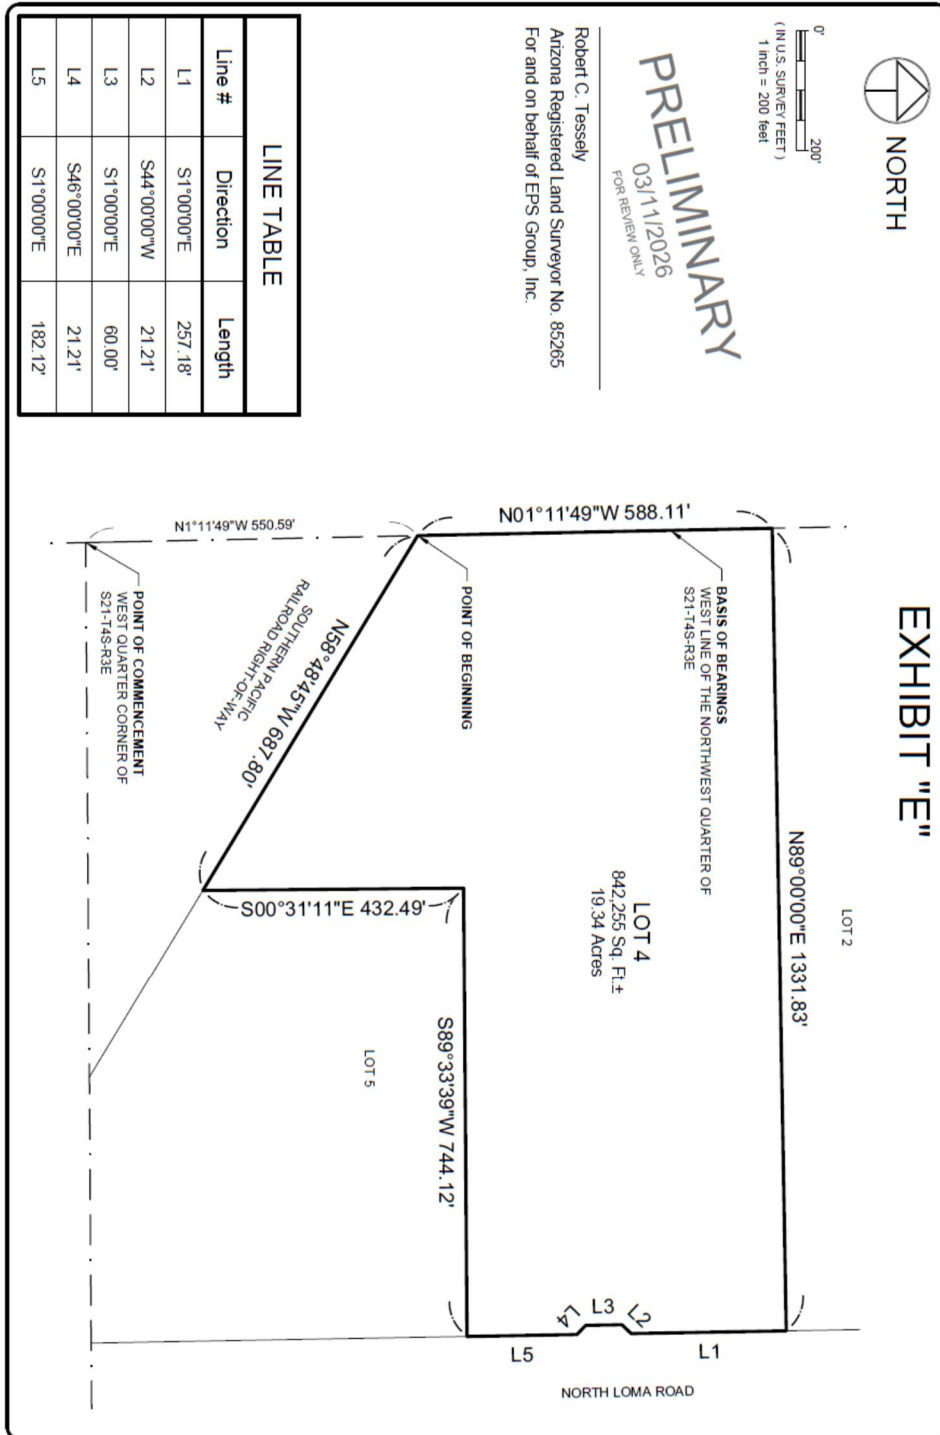 EXHIBIT "E"
NORTH
0' 200'
( IN U.S. SURVEY FEET )
1 inch = 200 feet
PRELIMINARY
03/11/2026
FOR REVIEW ONLY
Robert C. Tessely
Arizona Registered Land Surveyor No. 85265
For and on behalf of EPS Group, Inc.
LINE TABLE
Line # Direction Length
L1 S1°00'00"E 257.18'
L2 S44°00'00"W 21.21'
L3 S1°00'00"E 60.00'
L4 S46°00'00"E 21.21'
L5 S1°00'00"E 182.12'
LOT 2
N89°00'00"E 1331.83'
BASIS OF BEARINGS
WEST LINE OF THE NORTHWEST QUARTER OF
S21-T4S-R3E
N01°11'49"W 588.11'
LOT 4
842,255 Sq. Ft.±
19.34 Acres
L1
L2
L3
L4
L5
NORTH LOMA ROAD
POINT OF BEGINNING
S89°33'39"W 744.12'
S00°31'11"E 432.49'
LOT 5
N58°48'45"W 687.80'
SOUTHERN PACIFIC
RAILROAD RIGHT-OF-WAY
N1°11'49"W 550.59'
POINT OF COMMENCEMENT
WEST QUARTER CORNER OF
S21-T4S-R3E